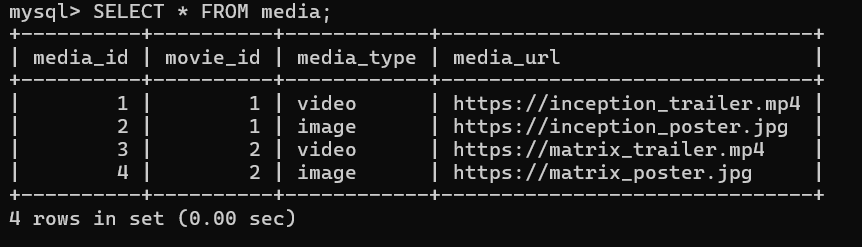 mysql> SELECT * FROM media;
+----------+----------+------------+------------------------------+
| media_id | movie_id | media_type | media_url                    |
+----------+----------+------------+------------------------------+
|        1 |        1 | video      | https://inception_trailer.mp4 |
|        2 |        1 | image      | https://inception_poster.jpg  |
|        3 |        2 | video      | https://matrix_trailer.mp4    |
|        4 |        2 | image      | https://matrix_poster.jpg     |
+----------+----------+------------+------------------------------+
4 rows in set (0.00 sec)